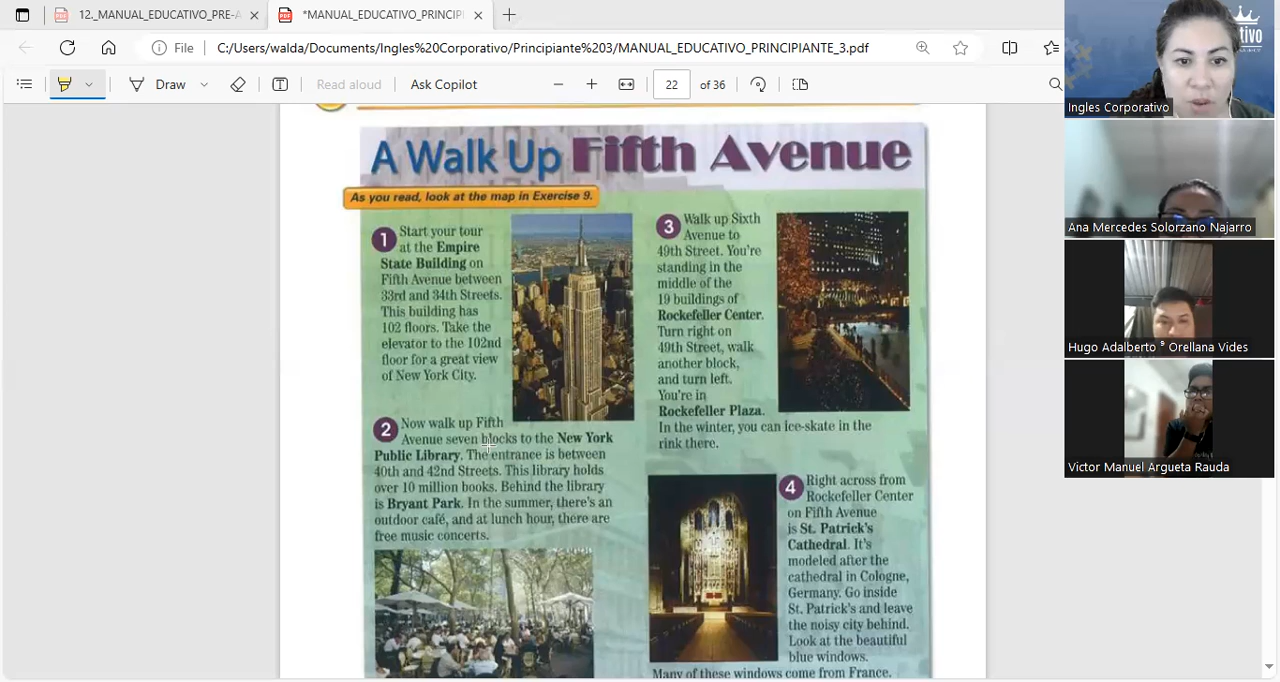 12._MANUAL_EDUCATIVO_PRE-A
*MANUAL_EDUCATIVO_PRINCIPI
File
C:/Users/walda/Documents/Ingles%20Corporativo/Principiante%203/MANUAL_EDUCATIVO_PRINCIPIANTE_3.pdf
Draw
Read aloud
Ask Copilot
22
of 36
A Walk Up Fifth Avenue
As you read, look at the map in Exercise 9.
1 Start your tour
at the Empire
State Building on
Fifth Avenue between
33rd and 34th Streets.
This building has
102 floors. Take the
elevator to the 102nd
floor for a great view
of New York City.
2 Now walk up Fifth
Avenue seven blocks to the New York
Public Library. The entrance is between
40th and 42nd Streets. This library holds
over 10 million books. Behind the library
is Bryant Park. In the summer, there's an
outdoor café, and at lunch hour, there are
free music concerts.
3 Walk up Sixth
Avenue to
49th Street. You're
standing in the
middle of the
19 buildings of
Rockefeller Center.
Turn right on
49th Street, walk
another block,
and turn left.
You're in
Rockefeller Plaza.
In the winter, you can ice-skate in the
rink there.
4 Right across from
Rockefeller Center
on Fifth Avenue
is St. Patrick's
Cathedral. It's
modeled after the
cathedral in Cologne,
Germany. Go inside
St. Patrick's and leave
the noisy city behind.
Look at the beautiful
blue windows.
Many of these windows come from France.
Ingles Corporativo
Ana Mercedes Solorzano Najarro
Hugo Adalberto ° Orellana Vides
Victor Manuel Argueta Rauda